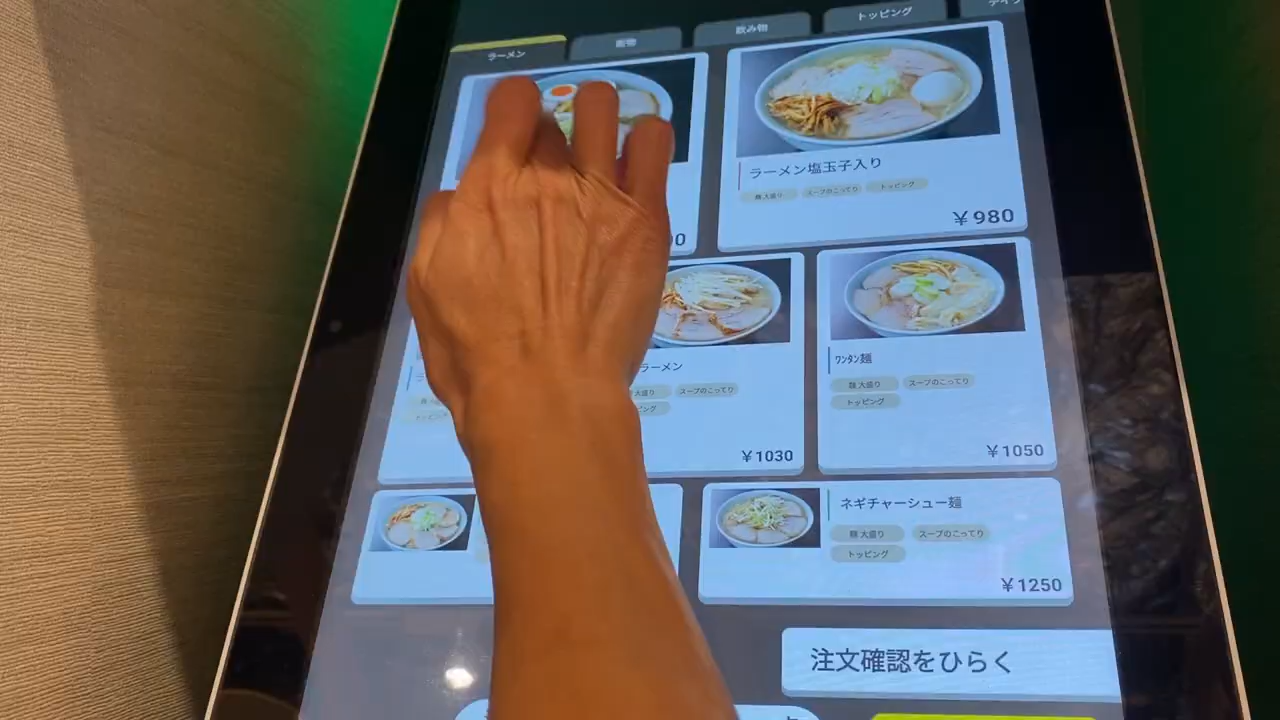 ラーメン
飲み物
トッピング
ラーメン塩玉子入り
麺 大盛り
スープのこってり
トッピング
¥980
0
ラーメン
大盛り
スープのこってり
¥1030
ワンタン麺
麺 大盛り
スープのこってり
トッピング
¥1050
ネギチャーシュー麺
麺 大盛り
スープのこってり
トッピング
¥1250
注文確認をひらく